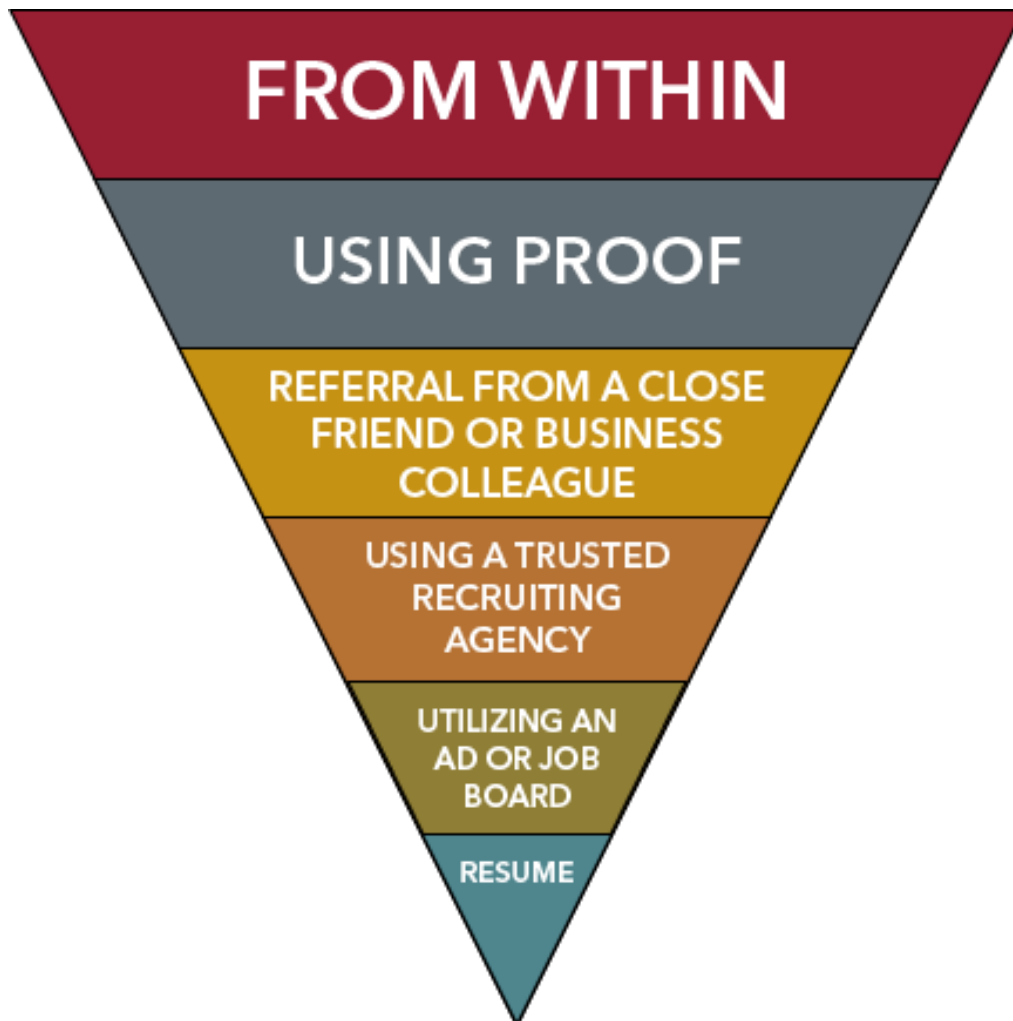 FROM WITHIN
USING PROOF
REFERRAL FROM A CLOSE
FRIEND OR BUSINESS
COLLEAGUE
USING A TRUSTED
RECRUITING
AGENCY
UTILIZING AN
AD OR JOB
BOARD
RESUME